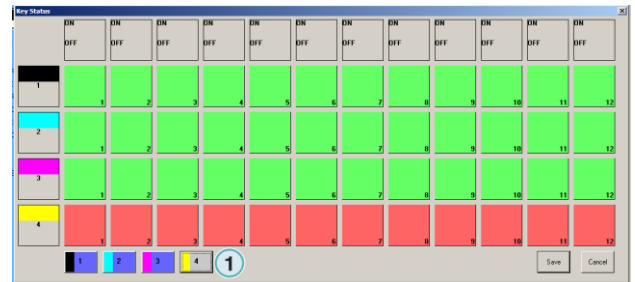 Key Status
ON ON ON ON ON ON ON ON ON ON ON ON
OFF OFF OFF OFF OFF OFF OFF OFF OFF OFF OFF OFF
1
1 2 3 4 5 6 7 8 9 10 11 12
2
1 2 3 4 5 6 7 8 9 10 11 12
3
1 2 3 4 5 6 7 8 9 10 11 12
4
1 2 3 4 5 6 7 8 9 10 11 12
1 2 3 4 1 Save Cancel